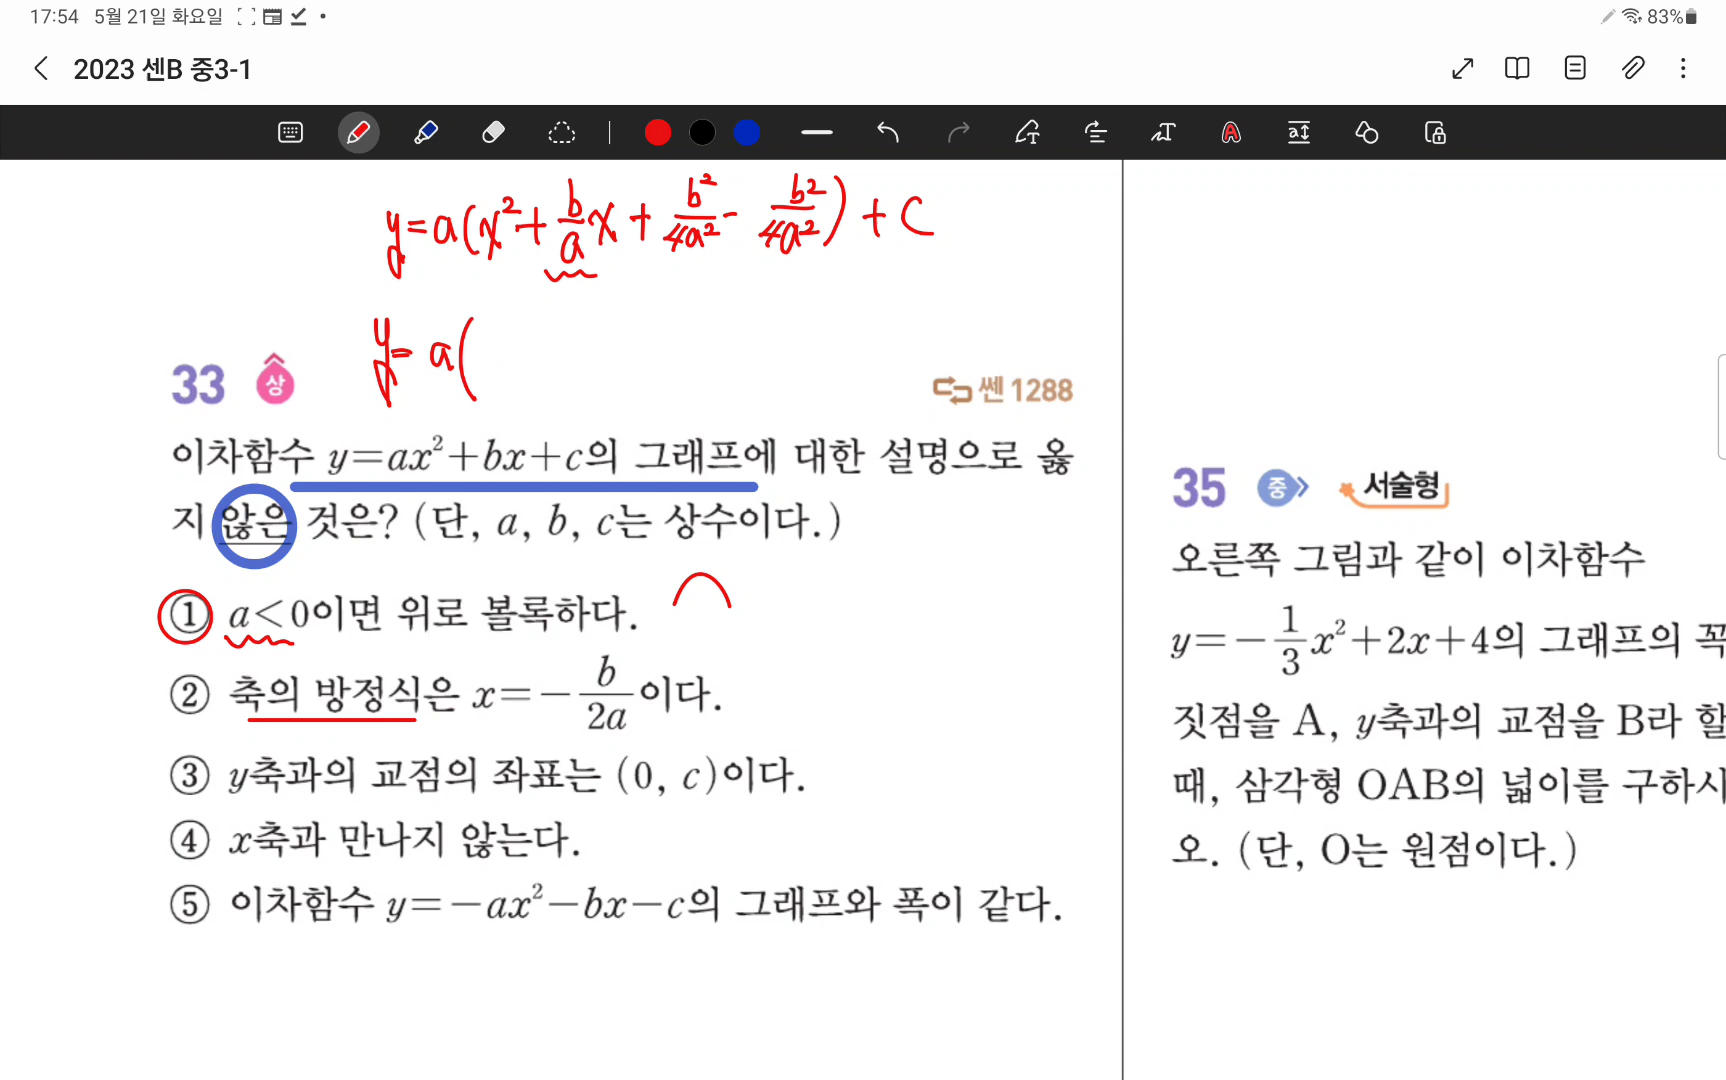 17:54 5월 21일 화요일
83%
2023 센B 중3-1
y=a(x²+b/a x+b²/4a²-b²/4a²)+C
y=a(
33 상
쎈 1288
이차함수 y=ax²+bx+c의 그래프에 대한 설명으로 옳
지 않은 것은? (단, a, b, c는 상수이다.)
① a<0이면 위로 볼록하다.
② 축의 방정식은 x=-b/2a이다.
③ y축과의 교점의 좌표는 (0, c)이다.
④ x축과 만나지 않는다.
⑤ 이차함수 y=-ax²-bx-c의 그래프와 폭이 같다.
35 중 서술형
오른쪽 그림과 같이 이차함수
y=-1/3x²+2x+4의 그래프의 꼭
짓점을 A, y축과의 교점을 B라 할
때, 삼각형 OAB의 넓이를 구하시
오. (단, O는 원점이다.)